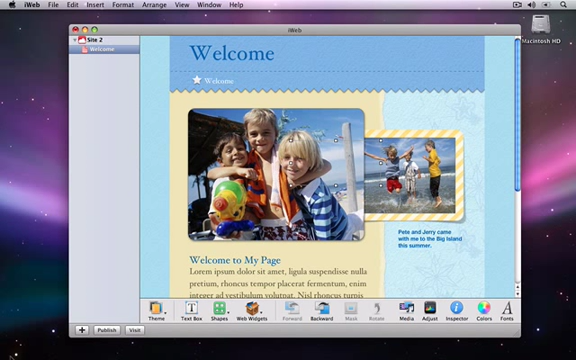 iWeb File Edit Insert Format Arrange View Window Help
iWeb
Macintosh HD
Site 2
Welcome
Welcome
Welcome
Pete and Jerry came
with me to the Big Island
this summer.
Welcome to My Page
Lorem ipsum dolor sit amet, ligula suspendisse nulla
pretium, rhoncus tempor placerat fermentum, enim
integer ad vestibulum volutpat. Nisl rhoncus turpis
Theme Text Box Shapes Web Widgets Forward Backward Mask Rotate Media Adjust Inspector Colors Fonts
Publish Visit